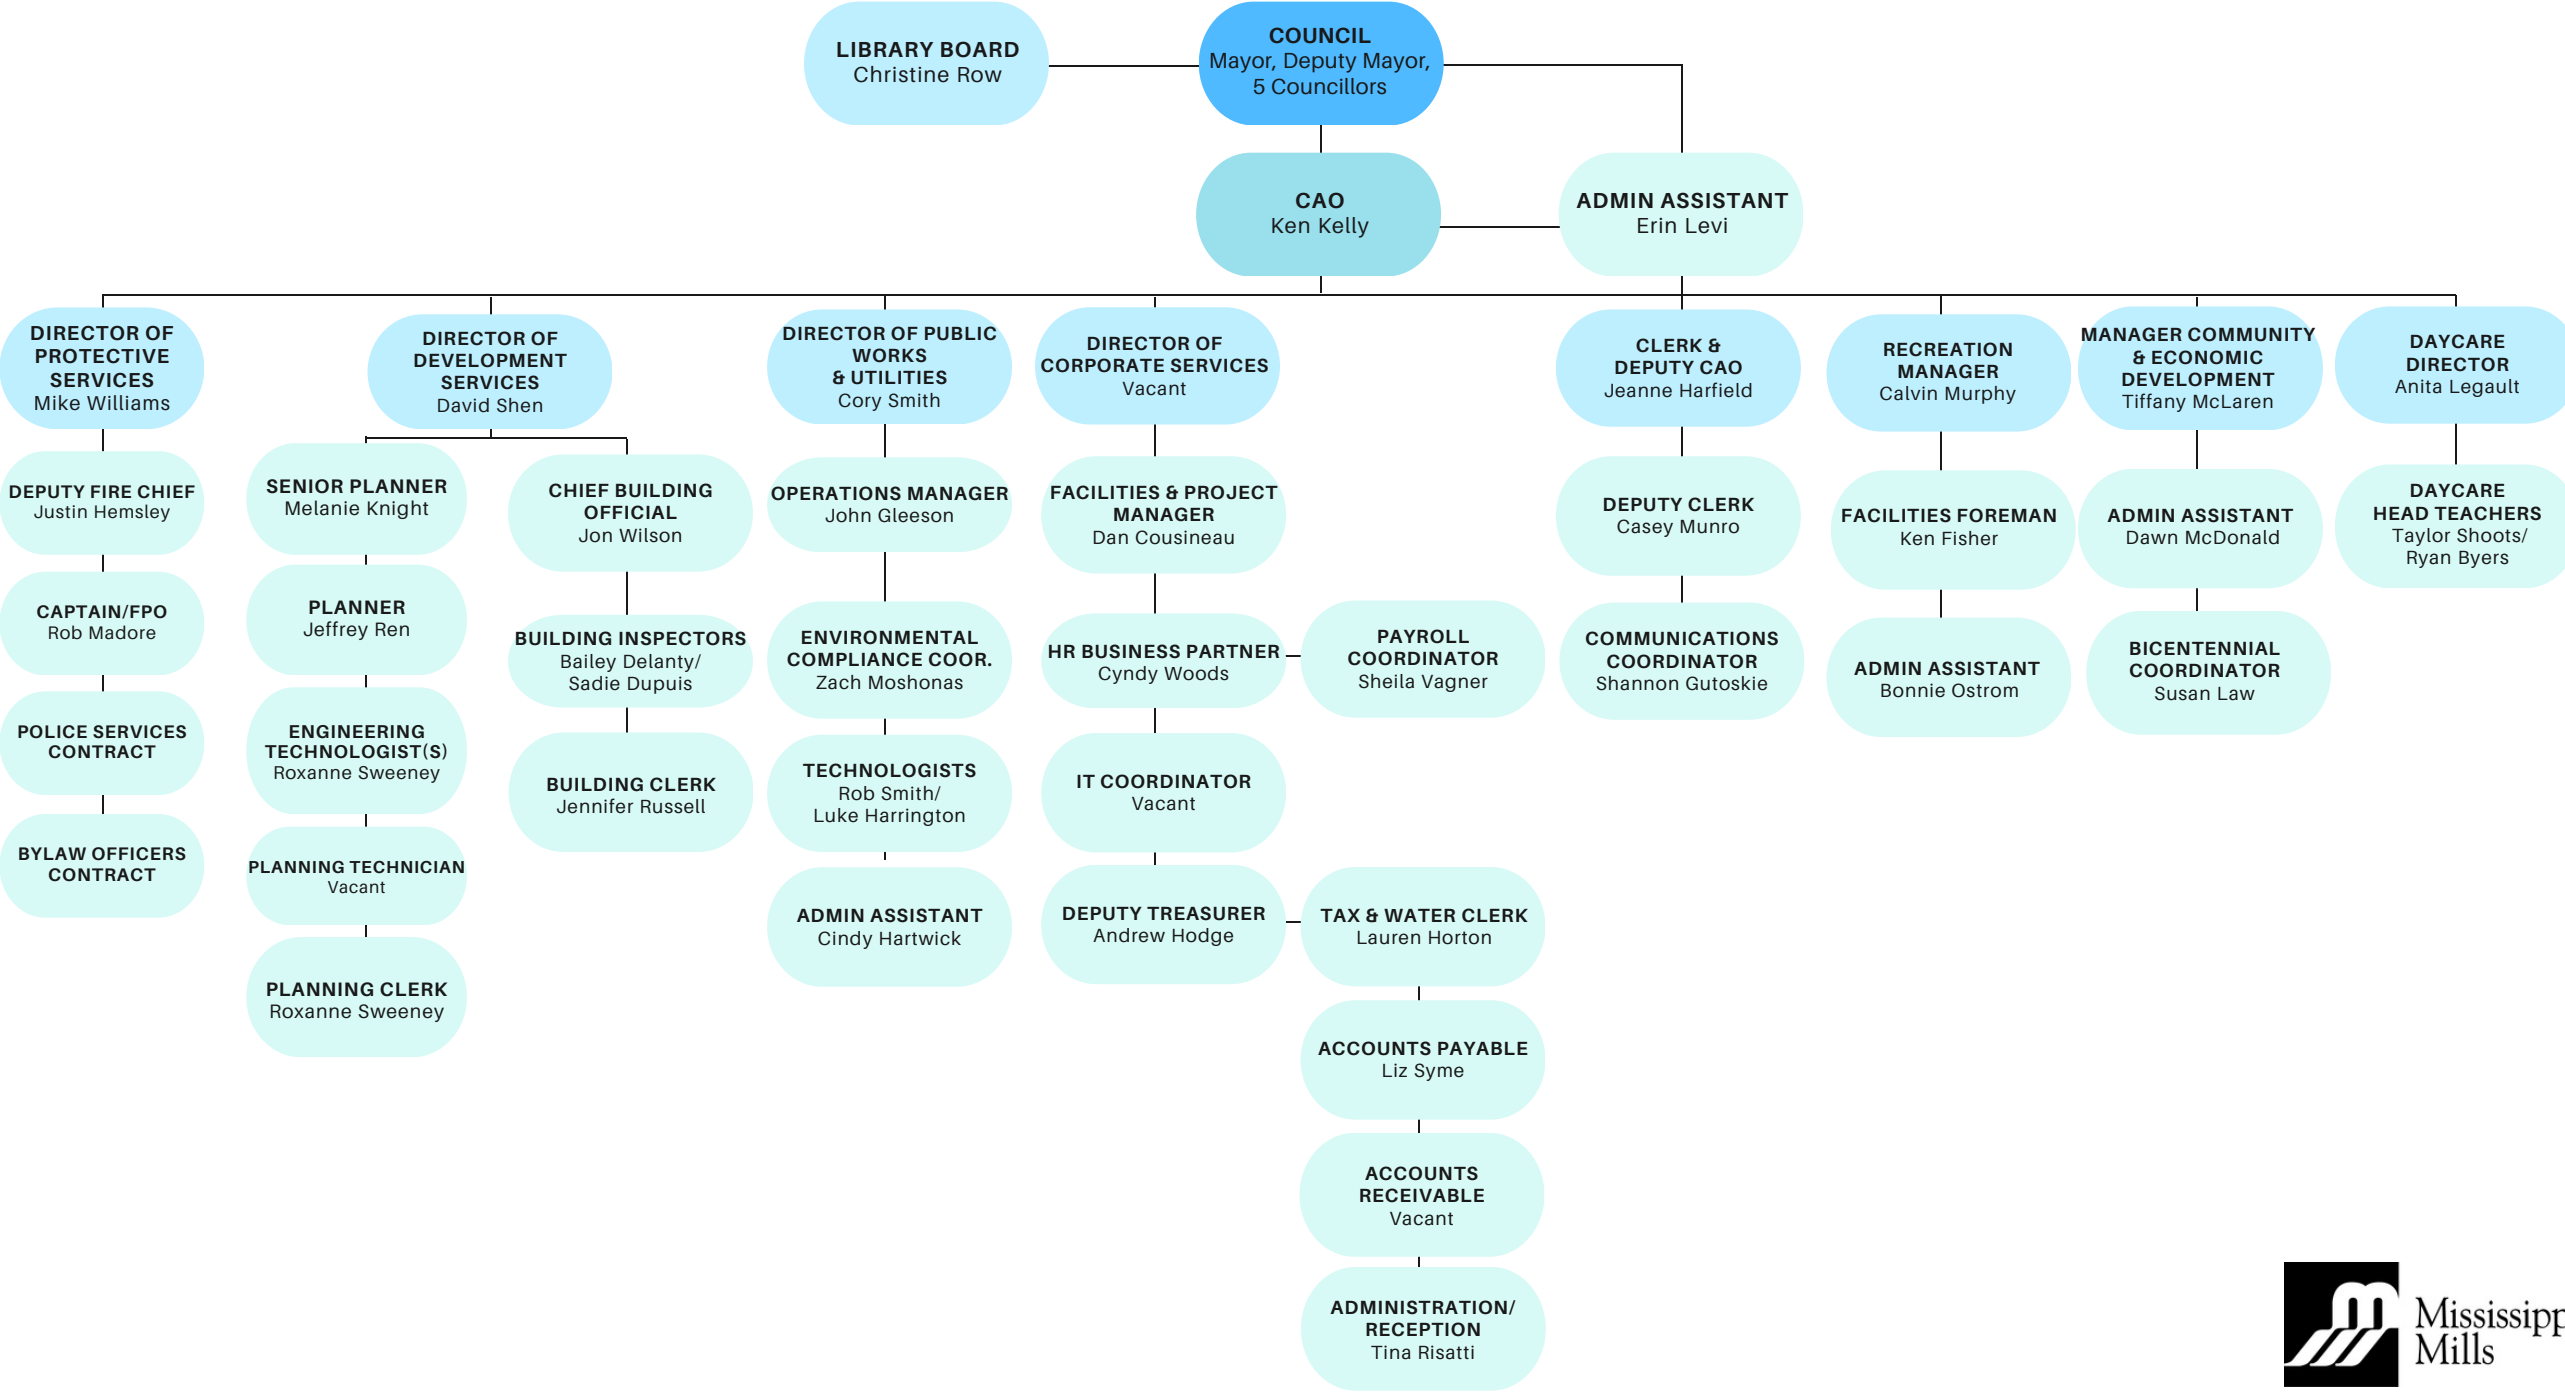 LIBRARY BOARD
Christine Row
COUNCIL
Mayor, Deputy Mayor,
5 Councillors
CAO
Ken Kelly
ADMIN ASSISTANT
Erin Levi
DIRECTOR OF
PROTECTIVE
SERVICES
Mike Williams
DIRECTOR OF
DEVELOPMENT
SERVICES
David Shen
DIRECTOR OF PUBLIC
WORKS
& UTILITIES
Cory Smith
DIRECTOR OF
CORPORATE SERVICES
Vacant
CLERK &
DEPUTY CAO
Jeanne Harfield
RECREATION
MANAGER
Calvin Murphy
MANAGER COMMUNITY
& ECONOMIC
DEVELOPMENT
Tiffany McLaren
DAYCARE
DIRECTOR
Anita Legault
DEPUTY FIRE CHIEF
Justin Hemsley
CAPTAIN/FPO
Rob Madore
POLICE SERVICES
CONTRACT
BYLAW OFFICERS
CONTRACT
SENIOR PLANNER
Melanie Knight
PLANNER
Jeffrey Ren
ENGINEERING
TECHNOLOGIST(S)
Roxanne Sweeney
PLANNING TECHNICIAN
Vacant
PLANNING CLERK
Roxanne Sweeney
CHIEF BUILDING
OFFICIAL
Jon Wilson
BUILDING INSPECTORS
Bailey Delanty/
Sadie Dupuis
BUILDING CLERK
Jennifer Russell
OPERATIONS MANAGER
John Gleeson
ENVIRONMENTAL
COMPLIANCE COOR.
Zach Moshonas
TECHNOLOGISTS
Rob Smith/
Luke Harrington
ADMIN ASSISTANT
Cindy Hartwick
FACILITIES & PROJECT
MANAGER
Dan Cousineau
HR BUSINESS PARTNER
Cyndy Woods
PAYROLL
COORDINATOR
Sheila Vagner
IT COORDINATOR
Vacant
DEPUTY TREASURER
Andrew Hodge
TAX & WATER CLERK
Lauren Horton
ACCOUNTS PAYABLE
Liz Syme
ACCOUNTS
RECEIVABLE
Vacant
ADMINISTRATION/
RECEPTION
Tina Risatti
DEPUTY CLERK
Casey Munro
COMMUNICATIONS
COORDINATOR
Shannon Gutoskie
FACILITIES FOREMAN
Ken Fisher
ADMIN ASSISTANT
Bonnie Ostrom
ADMIN ASSISTANT
Dawn McDonald
BICENTENNIAL
COORDINATOR
Susan Law
DAYCARE
HEAD TEACHERS
Taylor Shoots/
Ryan Byers
Mississipp
Mills